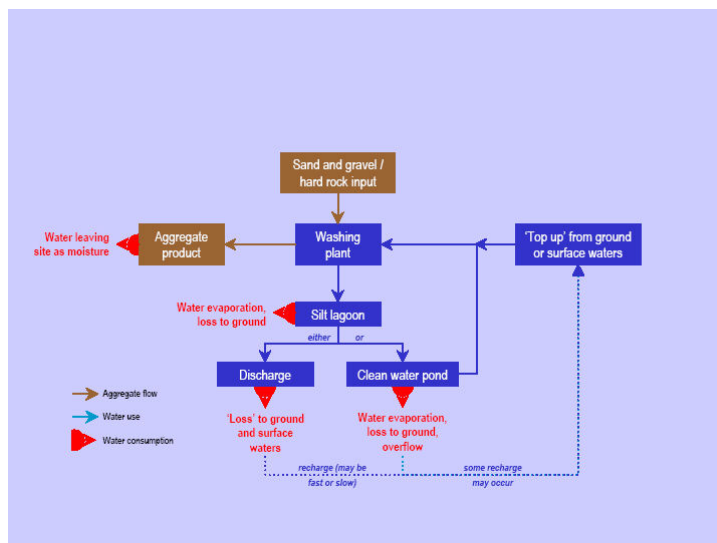 Sand and gravel /
hard rock input
Water leaving
site as moisture
Aggregate
product
Washing
plant
'Top up' from ground
or surface waters
Water evaporation,
loss to ground
Silt lagoon
either or
Discharge
Clean water pond
Aggregate flow
Water use
Water consumption
'Loss' to ground
and surface
waters
Water evaporation,
loss to ground,
overflow
recharge (may be
fast or slow)
some recharge
may occur